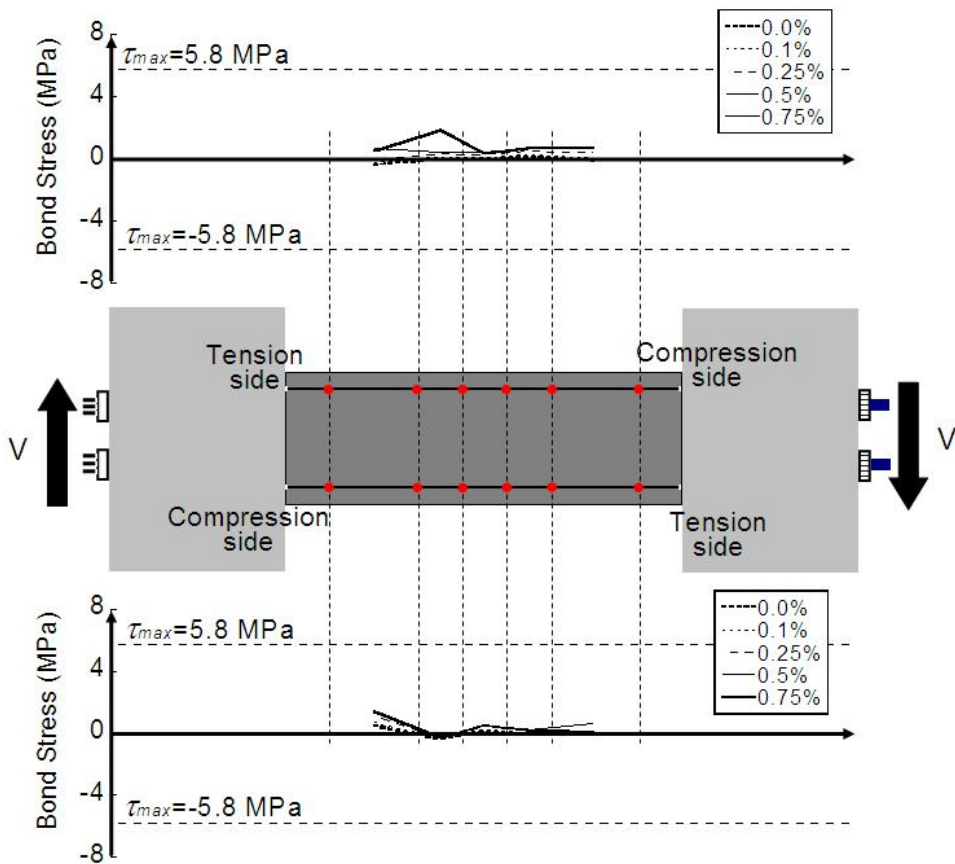 8
4
0
-4
-8
Bond Stress (MPa)
τmax=5.8 MPa
τmax=-5.8 MPa
0.0%
0.1%
0.25%
0.5%
0.75%
Tension
side
Compression
side
V
V
Compression
side
Tension
side
8
4
0
-4
-8
Bond Stress (MPa)
τmax=5.8 MPa
τmax=-5.8 MPa
0.0%
0.1%
0.25%
0.5%
0.75%